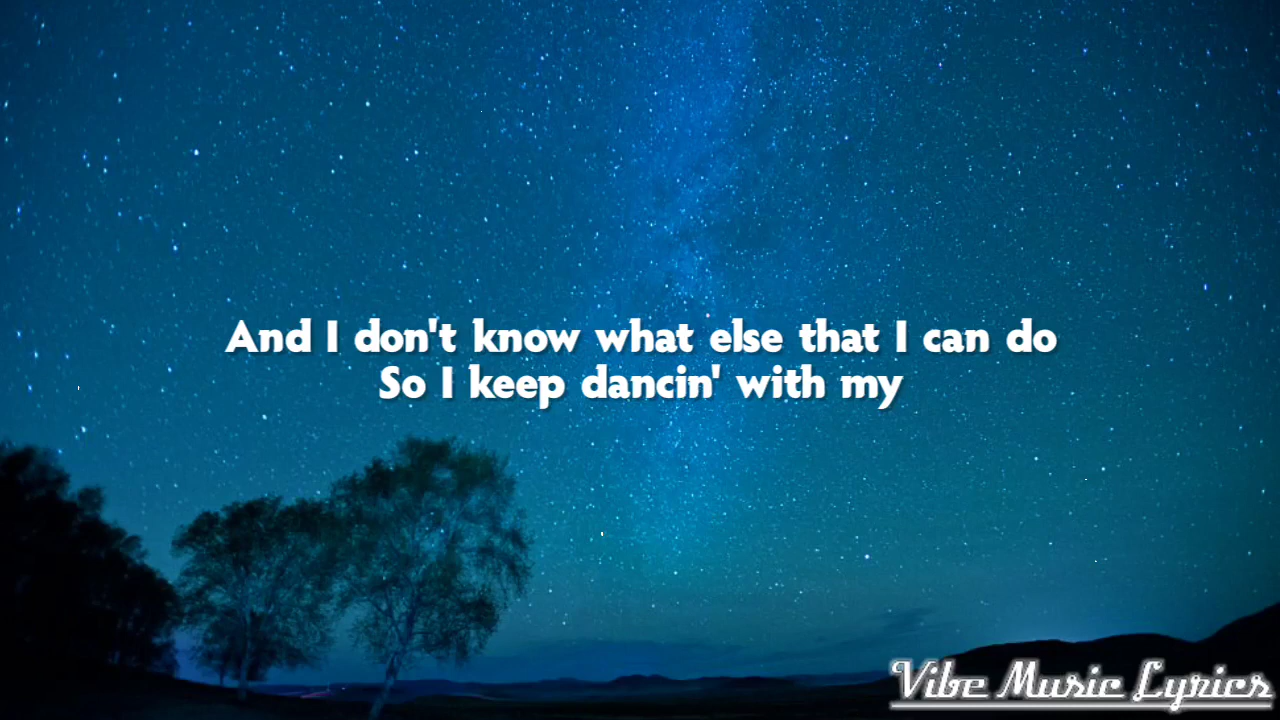 And I don't know what else that I can do
So I keep dancin' with my
Vibe Music Lyrics